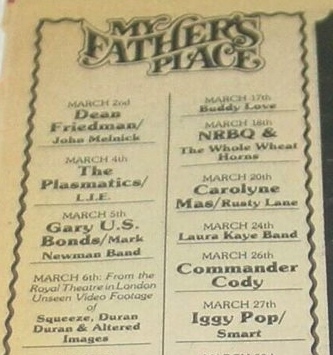 MY
FATHER'S
PLACE
MARCH 2nd
Dean
Friedman/
John Melnick
MARCH 4th
The
Plasmatics/
L.I.E.
MARCH 5th
Gary U.S.
Bonds/Mark
Newman Band
MARCH 6th: From the
Royal Theatre in London
Unseen Video Footage
of
Squeeze, Duran
Duran & Altered
Images
MARCH 17th
Buddy Love
MARCH 18th
NRBQ &
The Whole Wheat
Horns
MARCH 20th
Carolyne
Mas/Rusty Lane
MARCH 24th
Laura Kaye Band
MARCH 26th
Commander
Cody
MARCH 27th
Iggy Pop/
Smart